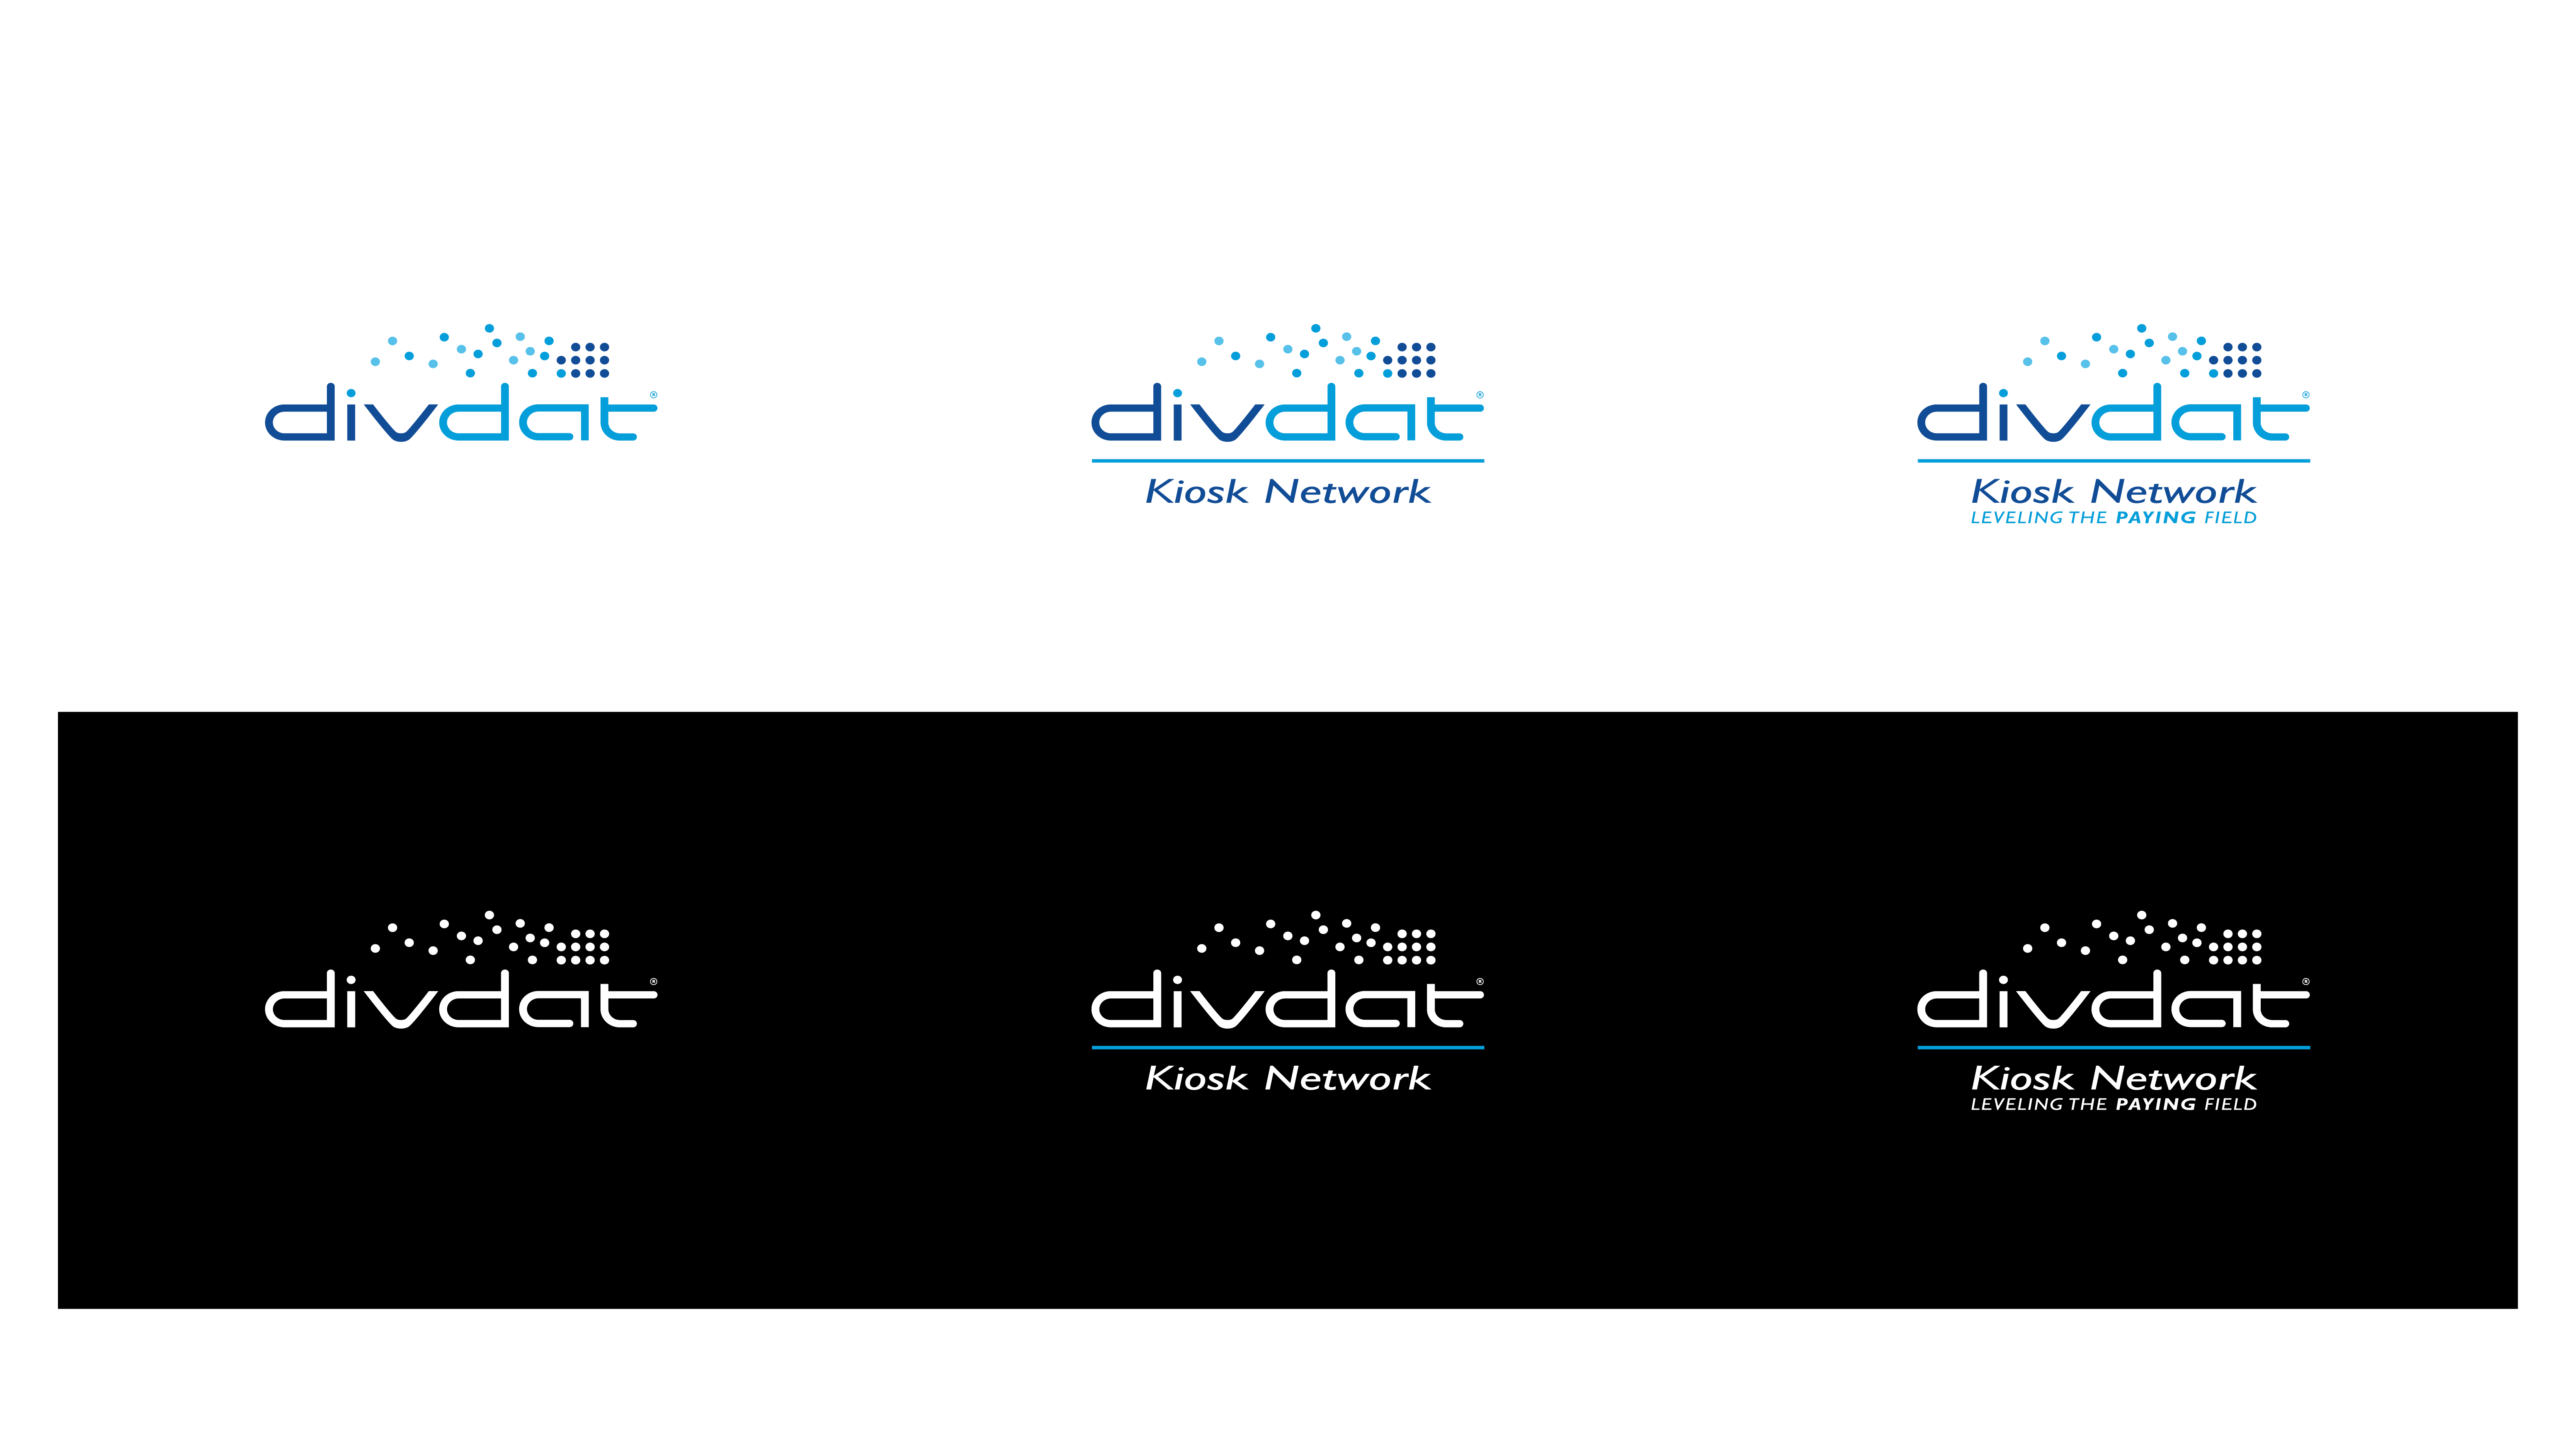 divdat®
divdat®
Kiosk Network
divdat®
Kiosk Network
LEVELING THE PAYING FIELD
divdat®
divdat®
Kiosk Network
divdat®
Kiosk Network
LEVELING THE PAYING FIELD